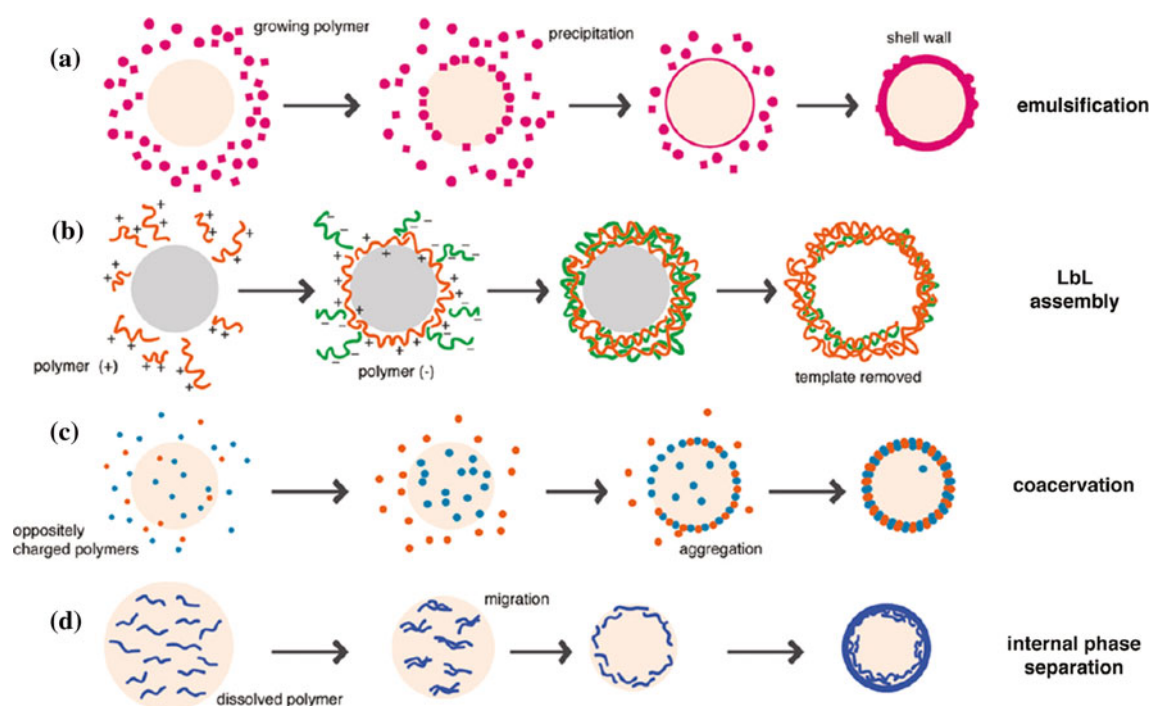 (a)
growing polymer
precipitation
shell wall
emulsification
(b)
+ + + + + + + + + + + + +
− − − − − − − − − − − −
polymer (+)
polymer (-)
template removed
LbL
assembly
(c)
oppositely
charged polymers
aggregation
coacervation
(d)
dissolved polymer
migration
internal phase
separation